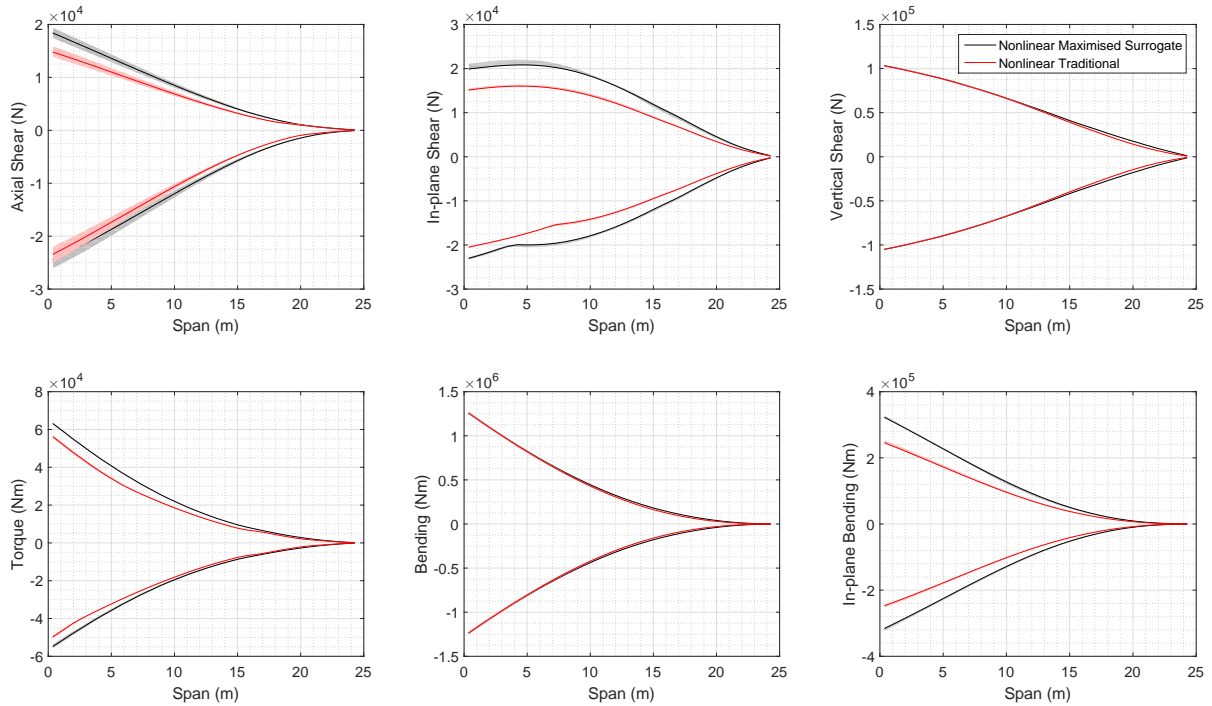 ×10⁴
2
1
0
-1
-2
-3
Axial Shear (N)
0 5 10 15 20 25
Span (m)
×10⁴
3
2
1
0
-1
-2
-3
In-plane Shear (N)
0 5 10 15 20 25
Span (m)
×10⁵
1.5
1
0.5
0
-0.5
-1
-1.5
Vertical Shear (N)
0 5 10 15 20 25
Span (m)
Nonlinear Maximised Surrogate
Nonlinear Traditional
×10⁴
8
6
4
2
0
-2
-4
-6
Torque (Nm)
0 5 10 15 20 25
Span (m)
×10⁶
1.5
1
0.5
0
-0.5
-1
-1.5
Bending (Nm)
0 5 10 15 20 25
Span (m)
×10⁵
4
2
0
-2
-4
In-plane Bending (Nm)
0 5 10 15 20 25
Span (m)